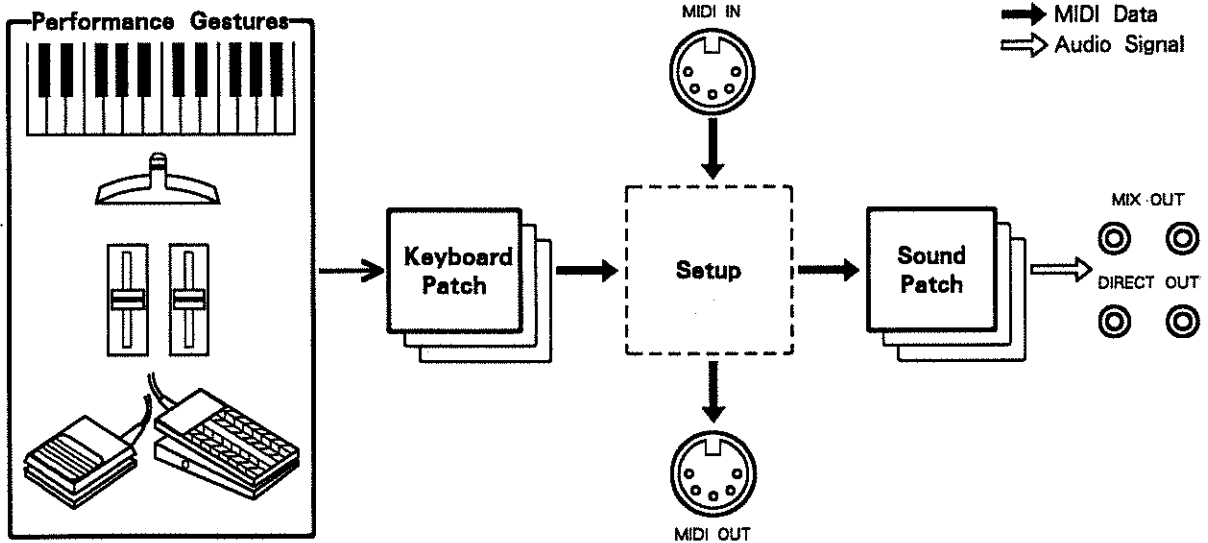 Performance Gestures
MIDI IN
MIDI Data
Audio Signal
Keyboard
Patch
Setup
Sound
Patch
MIX OUT
DIRECT OUT
MIDI OUT